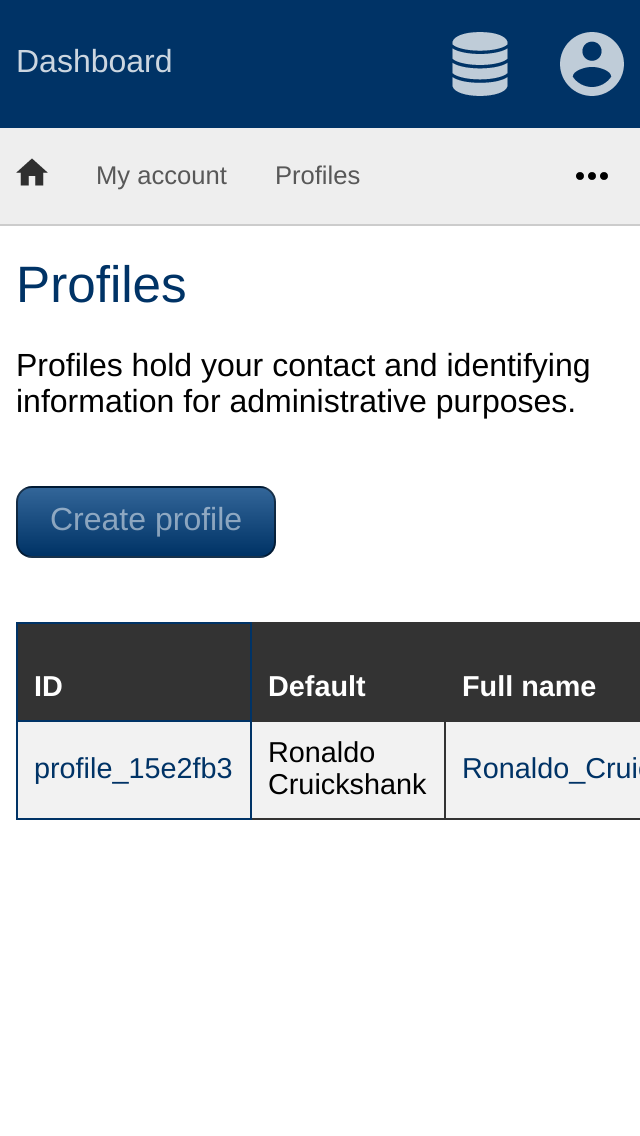 Dashboard
My account Profiles
Profiles
Profiles hold your contact and identifying
information for administrative purposes.
Create profile
ID Default Full name
profile_15e2fb3 Ronaldo Cruickshank Ronaldo_Crui